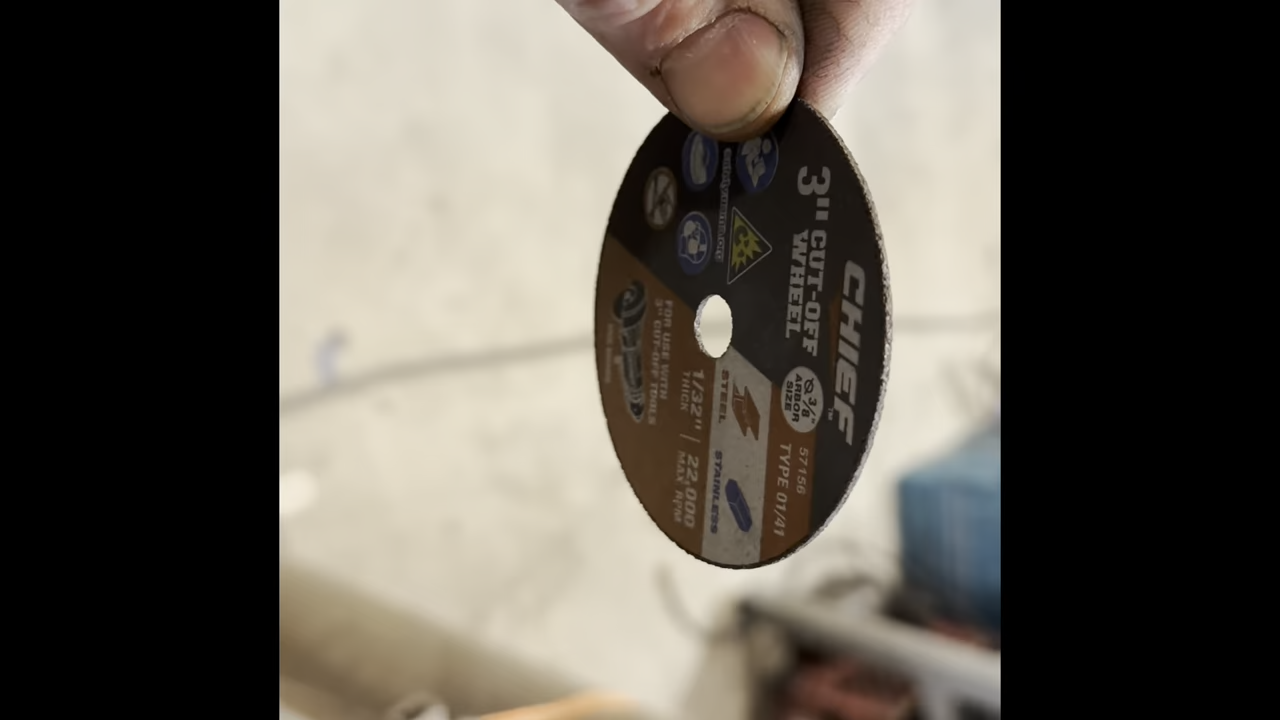 CHIEF™
3" CUT-OFF
WHEEL
3/8"
ARBOR
SIZE
57156
TYPE 01/41
STEEL
STAINLESS
1/32"
THICK
22,000
MAX RPM
FOR USE WITH
3" CUT-OFF TOOLS